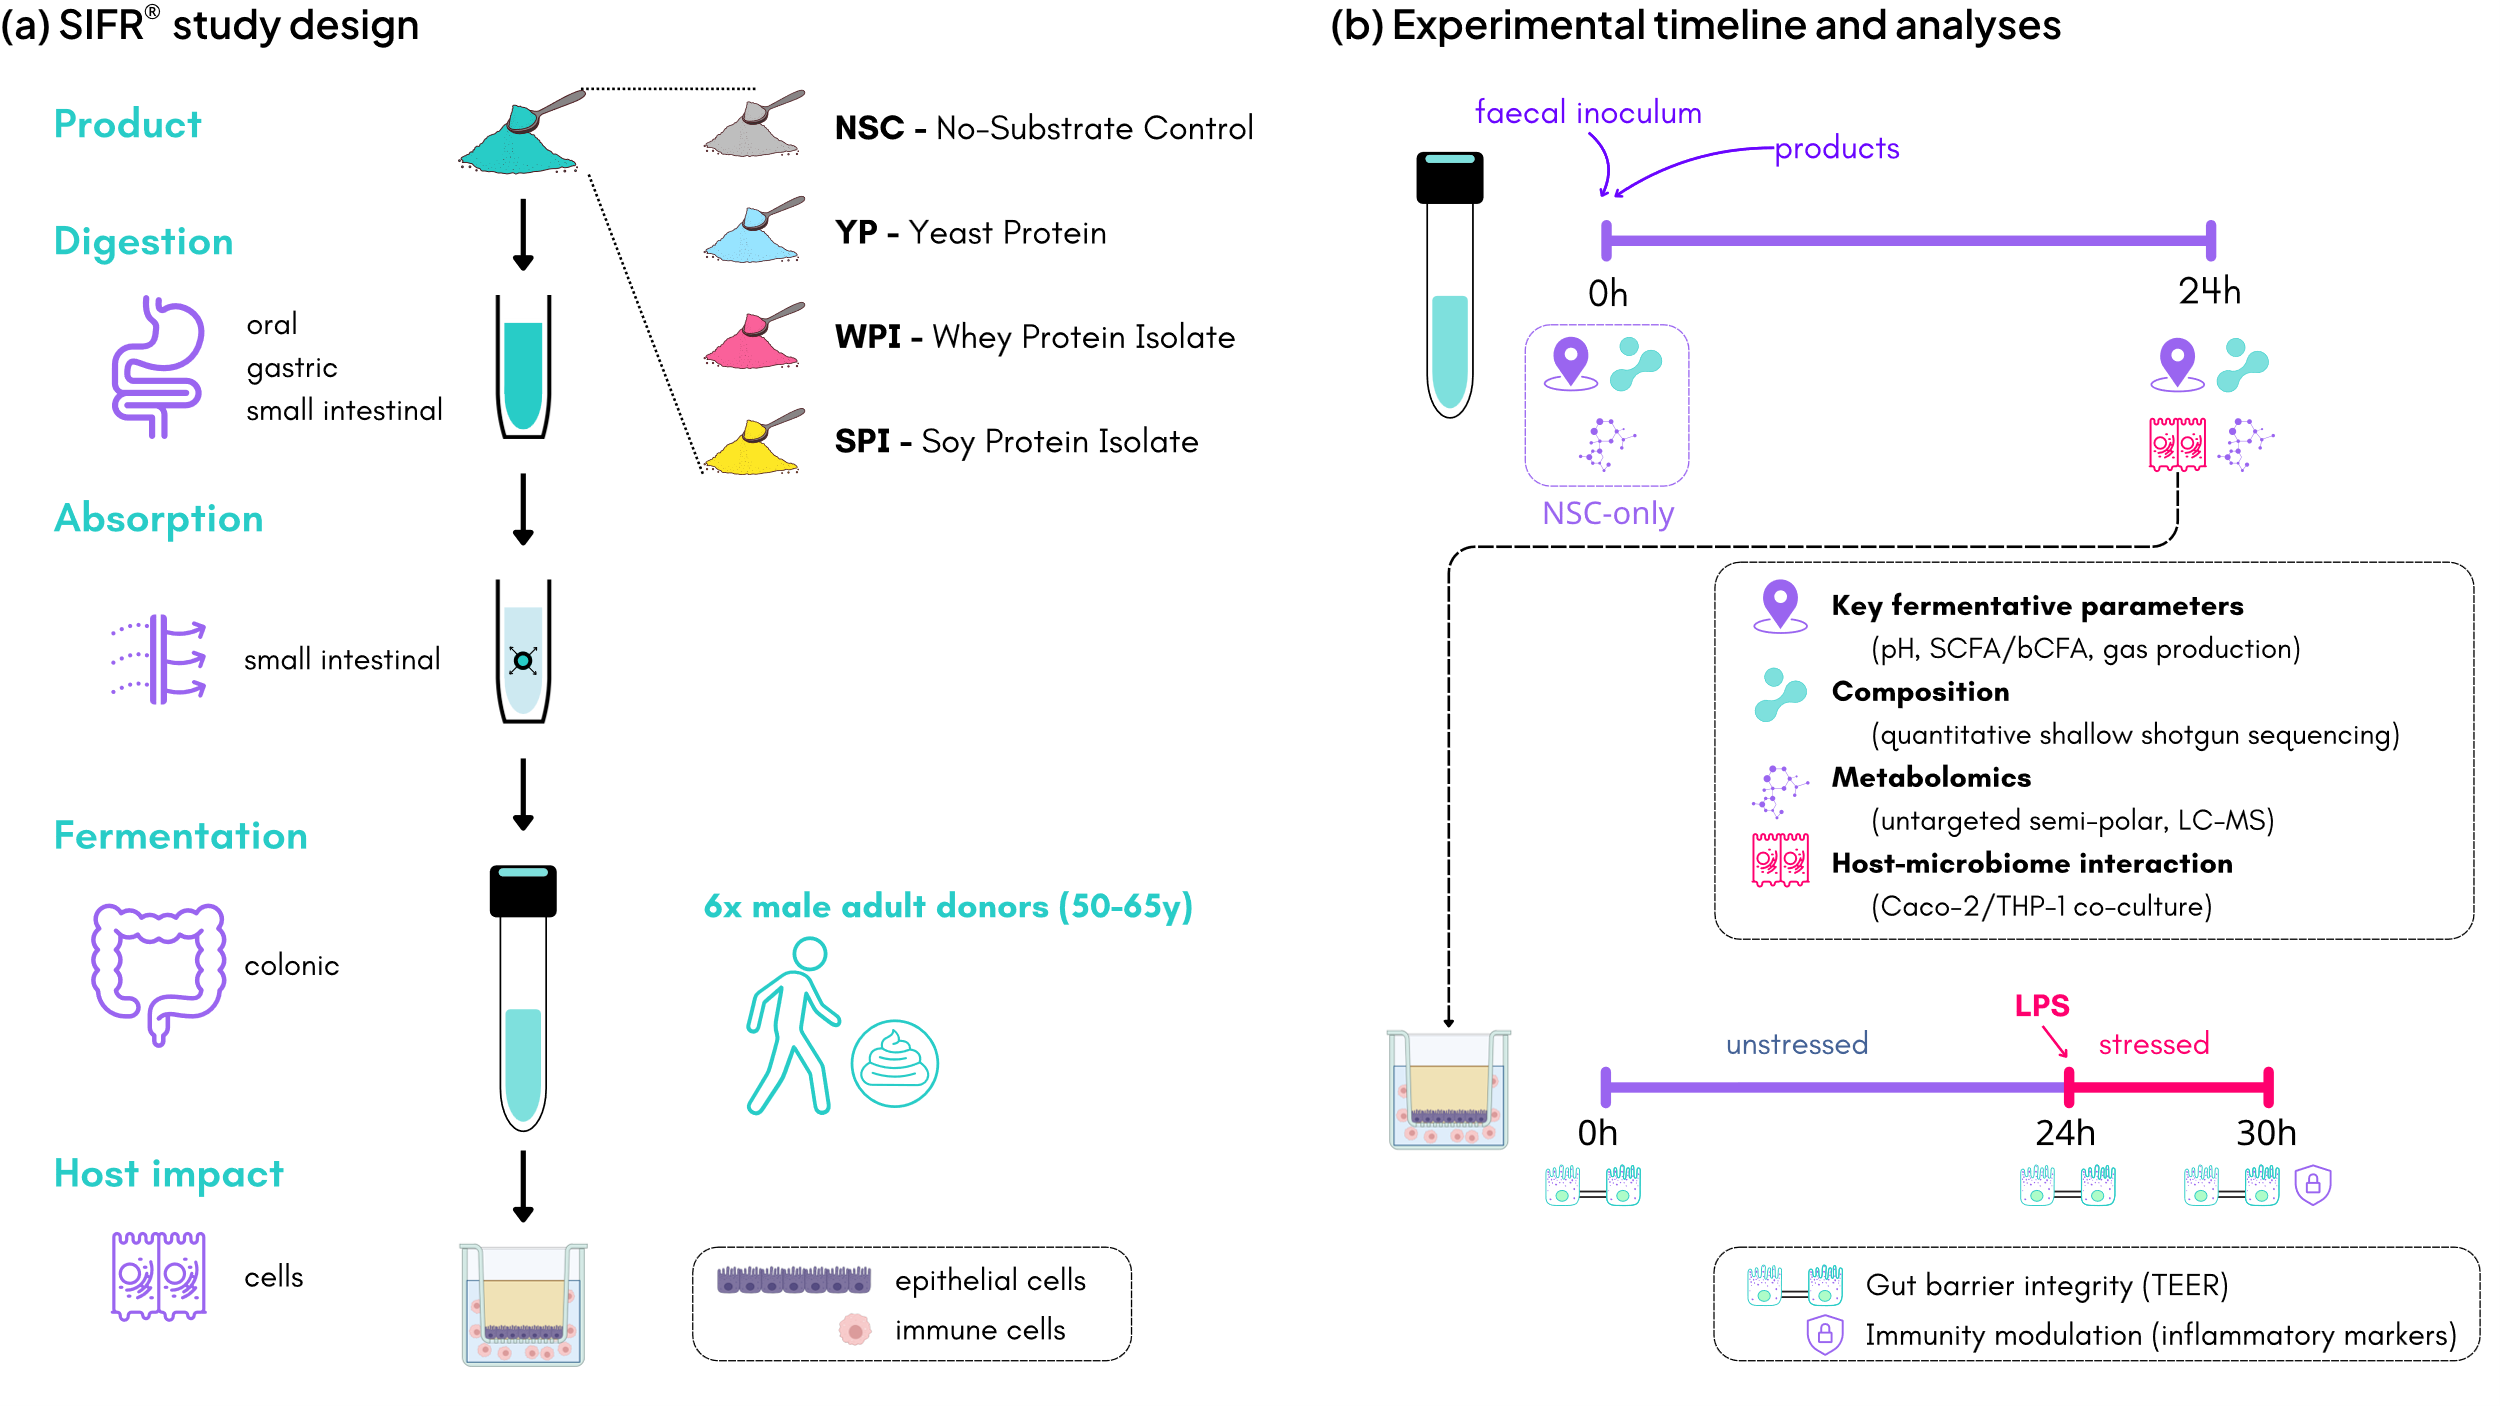 (a) SIFR® study design
Product
NSC - No-Substrate Control
YP - Yeast Protein
WPI - Whey Protein Isolate
SPI - Soy Protein Isolate
Digestion
oral
gastric
small intestinal
Absorption
small intestinal
Fermentation
colonic
6x male adult donors (50-65y)
Host impact
cells
epithelial cells
immune cells
(b) Experimental timeline and analyses
faecal inoculum
products
0h
24h
NSC-only
Key fermentative parameters
(pH, SCFA/bCFA, gas production)
Composition
(quantitative shallow shotgun sequencing)
Metabolomics
(untargeted semi-polar, LC-MS)
Host-microbiome interaction
(Caco-2/THP-1 co-culture)
LPS
unstressed
stressed
0h
24h
30h
Gut barrier integrity (TEER)
Immunity modulation (inflammatory markers)